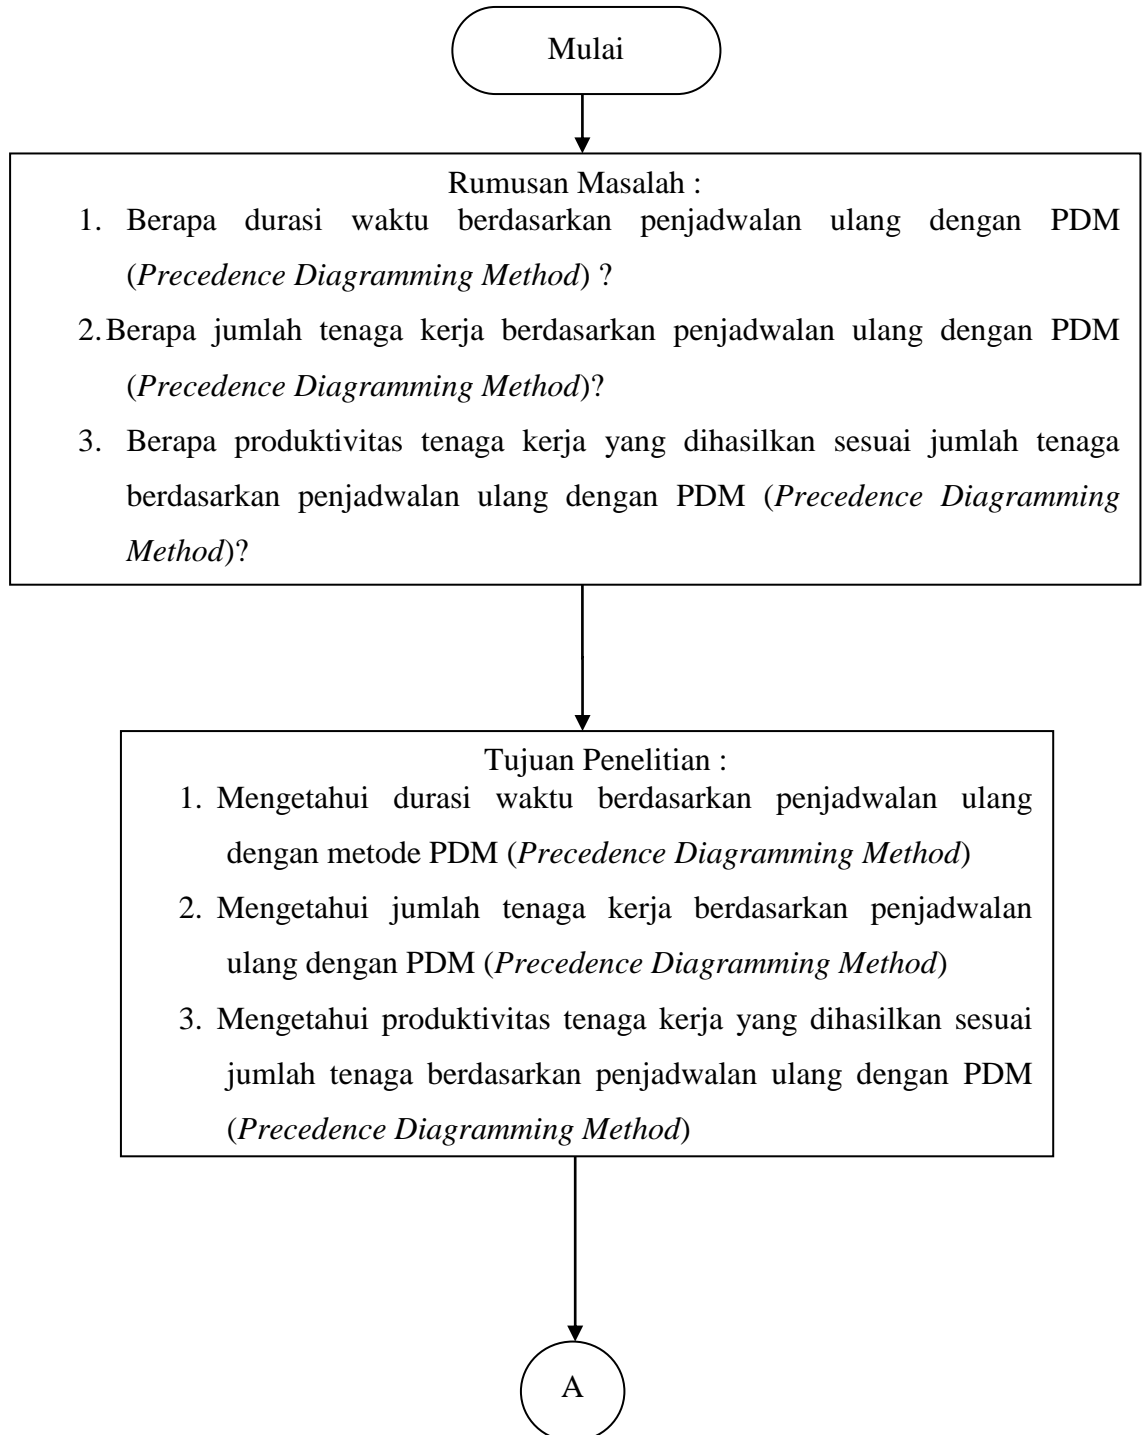 Mulai
Rumusan Masalah :
1. Berapa durasi waktu berdasarkan penjadwalan ulang dengan PDM
(Precedence Diagramming Method) ?
2. Berapa jumlah tenaga kerja berdasarkan penjadwalan ulang dengan PDM
(Precedence Diagramming Method)?
3. Berapa produktivitas tenaga kerja yang dihasilkan sesuai jumlah tenaga
berdasarkan penjadwalan ulang dengan PDM (Precedence Diagramming
Method)?
Tujuan Penelitian :
1. Mengetahui durasi waktu berdasarkan penjadwalan ulang
dengan metode PDM (Precedence Diagramming Method)
2. Mengetahui jumlah tenaga kerja berdasarkan penjadwalan
ulang dengan PDM (Precedence Diagramming Method)
3. Mengetahui produktivitas tenaga kerja yang dihasilkan sesuai
jumlah tenaga berdasarkan penjadwalan ulang dengan PDM
(Precedence Diagramming Method)
A